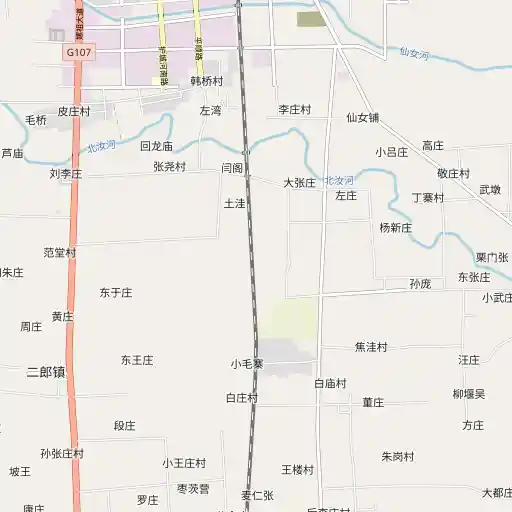 仙女河
G107
韩桥村
皮庄村
左湾
李庄村
毛桥
仙女铺
北汝河
回龙庙
高庄
芦庙
小吕庄
张尧村
闫阁
刘李庄
敬庄村
北汝河
大张庄
武墩
左庄
丁寨村
土洼
杨新庄
范堂村
栗门张
朱庄
东张庄
孙庞
东于庄
小武庄
黄庄
周庄
焦洼村
东王庄
小毛寨
汪庄
二郎镇
白庙村
柳堰吴
白庄村
董庄
段庄
方庄
孙张庄村
朱岗村
小王庄村
坡王
王楼村
枣茨营
大都庄
麦仁张
罗庄
康庄